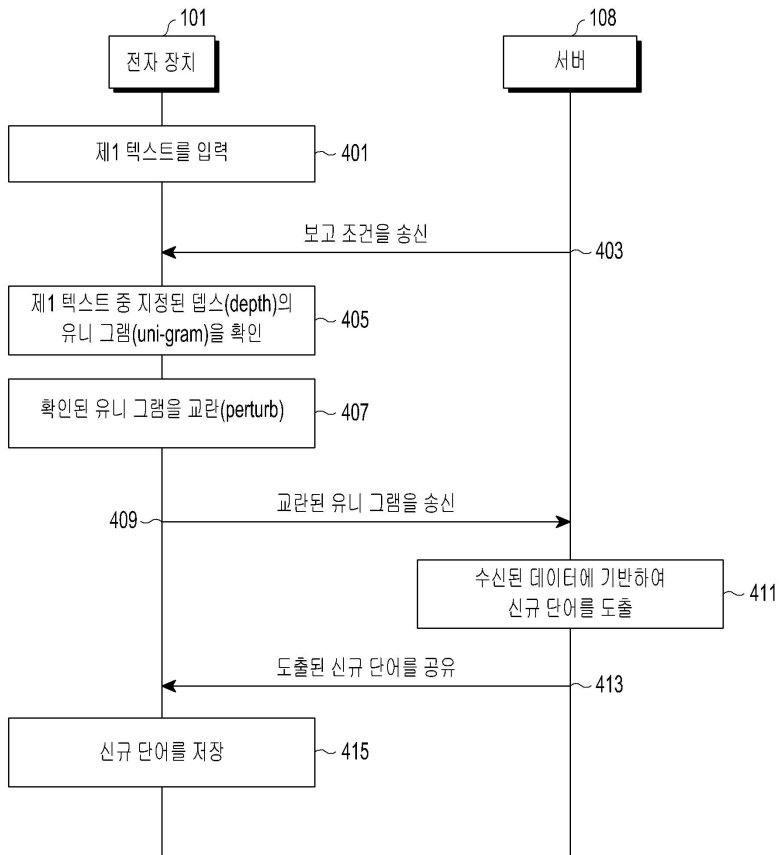 101
108
전자 장치
서버
제1 텍스트를 입력
401
보고 조건을 송신
403
제1 텍스트 중 지정된 뎁스(depth)의
유니 그램(uni-gram)을 확인
405
확인된 유니 그램을 교란(perturb)
407
교란된 유니 그램을 송신
409
수신된 데이터에 기반하여
신규 단어를 도출
411
도출된 신규 단어를 공유
413
신규 단어를 저장
415